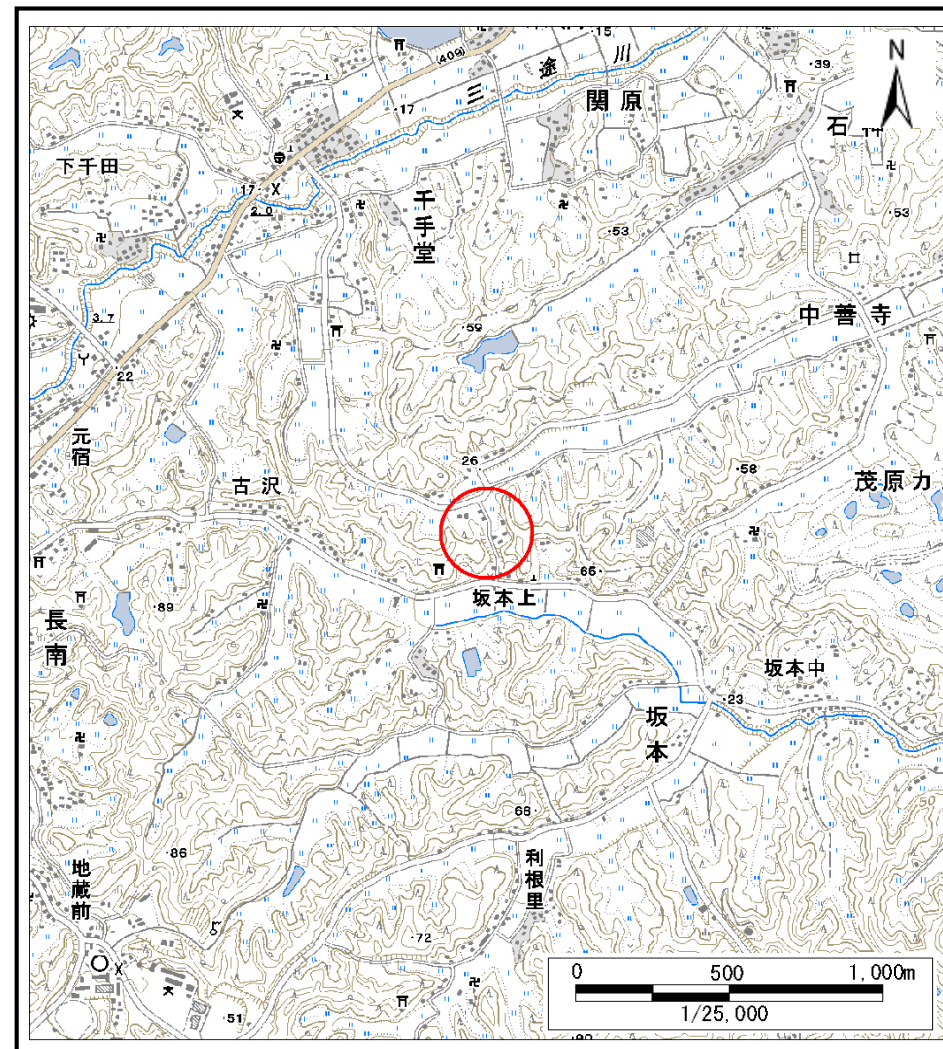 (409)
15
三途川
関原
39
N
17
石
下千田
17
2.0
千手堂
53
53
3.7
59
中善寺
22
元宿
26
58
古沢
茂原カ
65
坂本上
89
長南
坂本中
23
坂本
68
86
地蔵前
利根里
72
50
51
0 500 1,000m
1/25,000